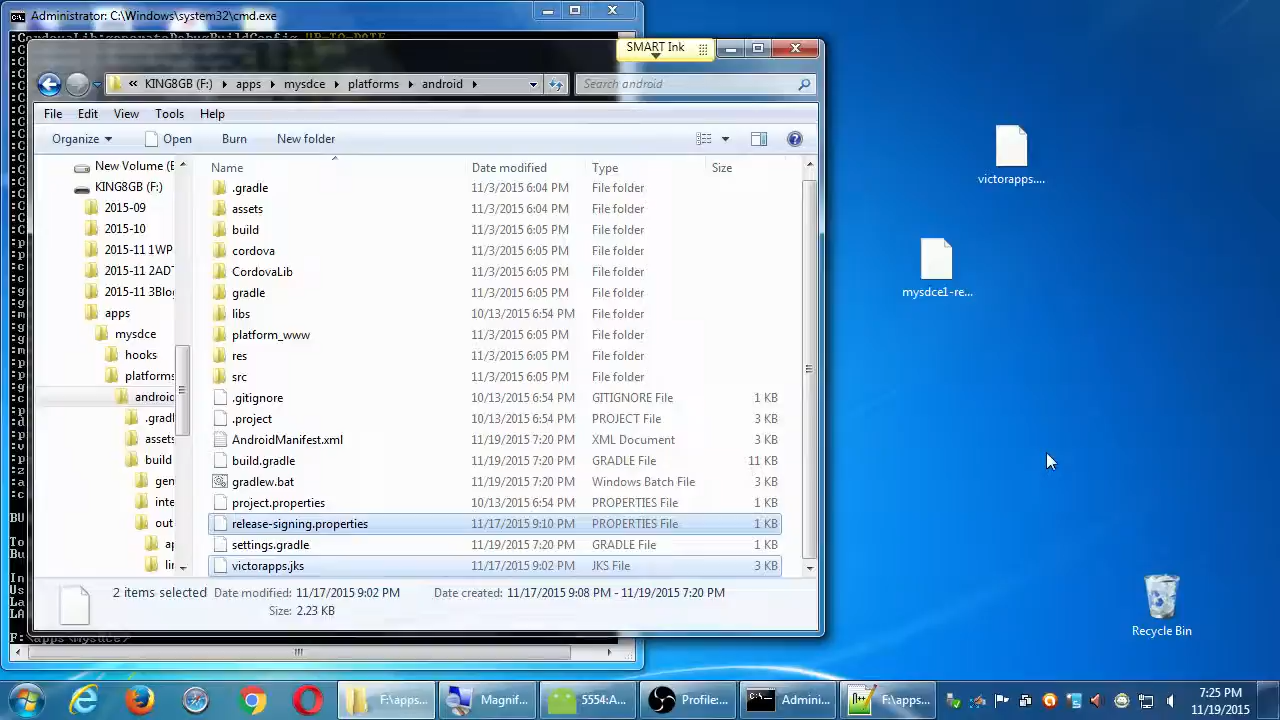 Administrator: C:\Windows\system32\cmd.exe
SMART Ink
KING8GB (F:) apps mysdce platforms android
Search android
File Edit View Tools Help
Organize Open Burn New folder
Name Date modified Type Size
.gradle 11/3/2015 6:04 PM File folder
assets 11/3/2015 6:04 PM File folder
build 11/3/2015 6:05 PM File folder
cordova 11/3/2015 6:05 PM File folder
CordovaLib 11/3/2015 6:05 PM File folder
gradle 11/3/2015 6:05 PM File folder
libs 10/13/2015 6:54 PM File folder
platform_www 11/3/2015 6:05 PM File folder
res 11/3/2015 6:05 PM File folder
src 11/3/2015 6:05 PM File folder
.gitignore 10/13/2015 6:54 PM GITIGNORE File 1 KB
.project 10/13/2015 6:54 PM PROJECT File 3 KB
AndroidManifest.xml 11/19/2015 7:20 PM XML Document 3 KB
build.gradle 11/19/2015 7:20 PM GRADLE File 11 KB
gradlew.bat 11/19/2015 7:20 PM Windows Batch File 3 KB
project.properties 10/13/2015 6:54 PM PROPERTIES File 1 KB
release-signing.properties 11/17/2015 9:10 PM PROPERTIES File 1 KB
settings.gradle 11/19/2015 7:20 PM GRADLE File 1 KB
victorapps.jks 11/17/2015 9:02 PM JKS File 3 KB
New Volume (E
KING8GB (F:)
2015-09
2015-10
2015-11 1WP
2015-11 2AD
2015-11 3Blog
apps
mysdce
hooks
platforms
android
.gradl
assets
build
gen
inte
out
ap
lin
2 items selected Date modified: 11/17/2015 9:02 PM Date created: 11/17/2015 9:08 PM - 11/19/2015 7:20 PM
Size: 2.23 KB
victorapps....
mysdce1-re...
Recycle Bin
F:\apps... Magnif... 5554:A... Profile:... Admini... F:\apps...
7:25 PM
11/19/2015